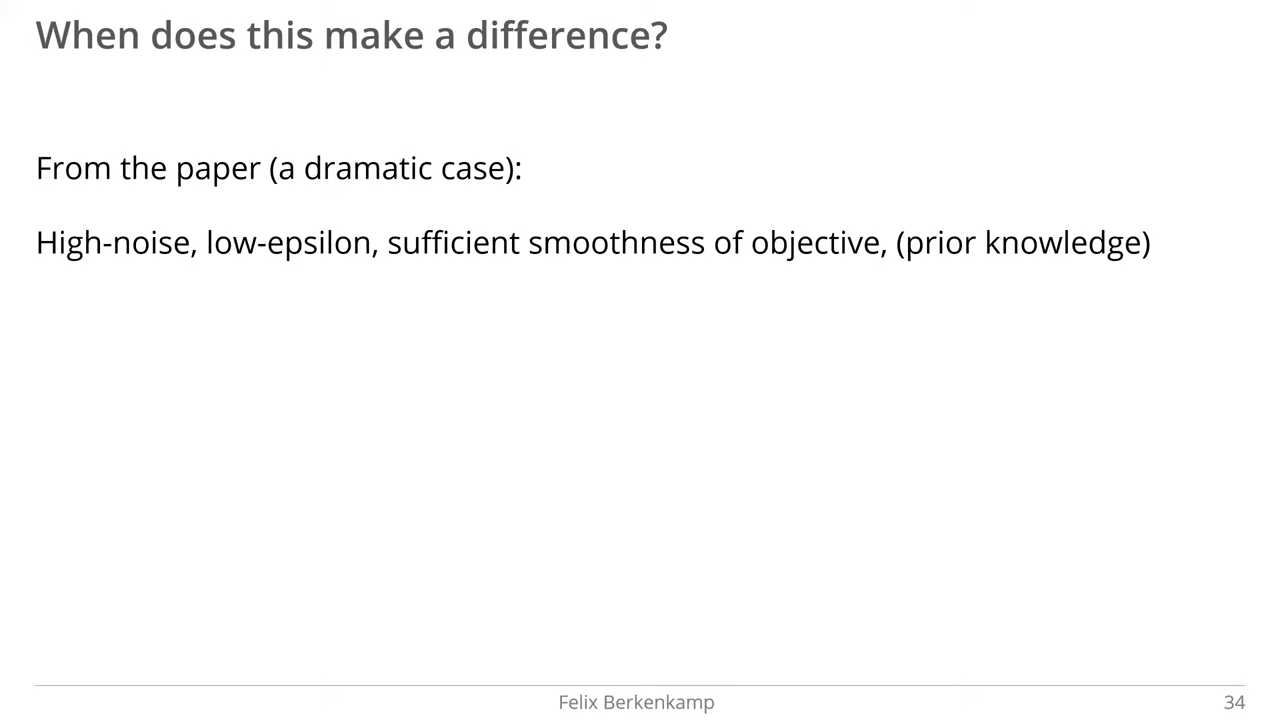 When does this make a difference?
From the paper (a dramatic case):
High-noise, low-epsilon, sufficient smoothness of objective, (prior knowledge)
Felix Berkenkamp
34